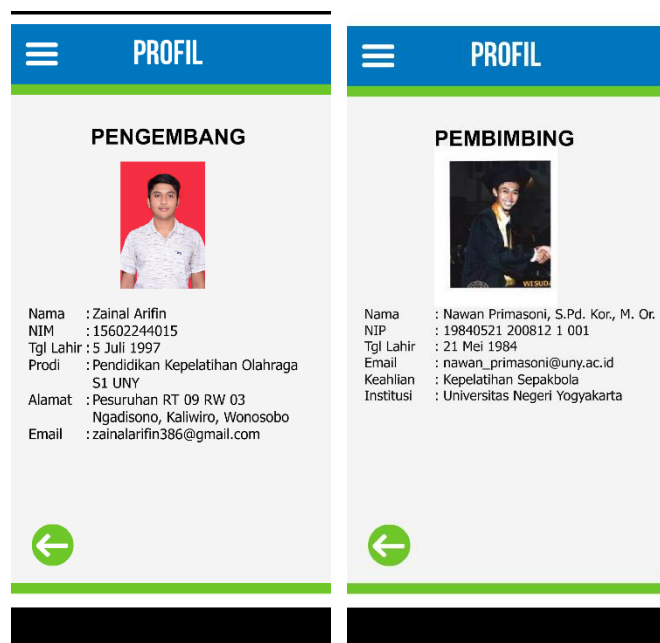 PROFIL
PENGEMBANG
Nama : Zainal Arifin
NIM : 15602244015
Tgl Lahir : 5 Juli 1997
Prodi : Pendidikan Kepelatihan Olahraga
S1 UNY
Alamat : Pesuruhan RT 09 RW 03
Ngadisono, Kaliwiro, Wonosobo
Email : zainalarifin386@gmail.com
PROFIL
PEMBIMBING
WISUDA
Nama : Nawan Primasoni, S.Pd. Kor., M. Or.
NIP : 19840521 200812 1 001
Tgl Lahir : 21 Mei 1984
Email : nawan_primasoni@uny.ac.id
Keahlian : Kepelatihan Sepakbola
Institusi : Universitas Negeri Yogyakarta